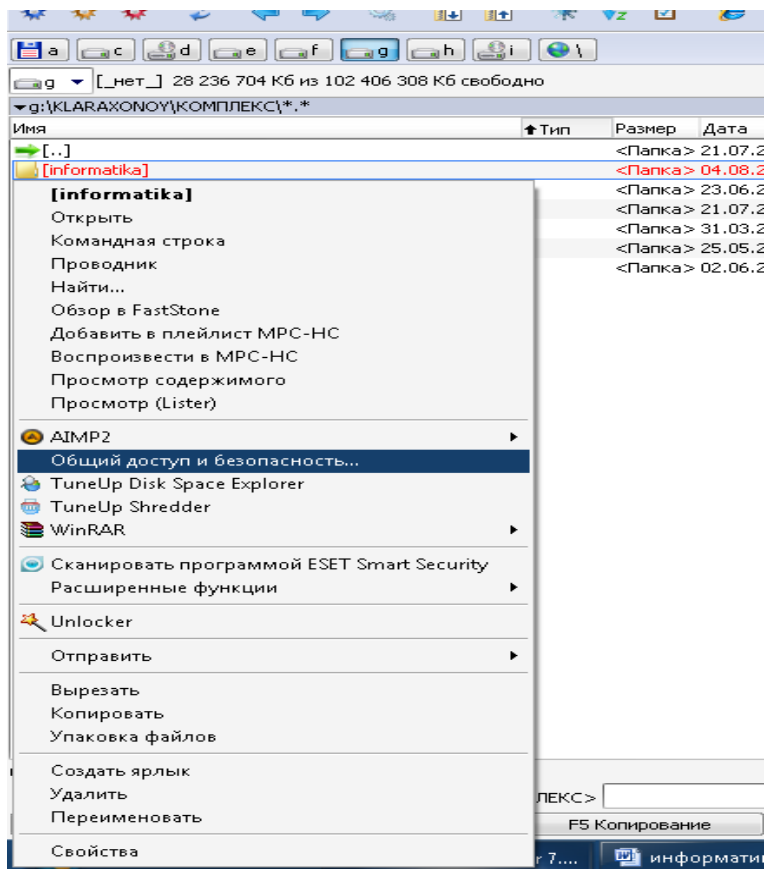 a c d e f g h i \
g [_нет_] 28 236 704 Кб из 102 406 308 Кб свободно
g:\KLARAXONOY\КОМПЛЕКС\*.*
Имя Тип Размер Дата
[..] <Папка> 21.07.2
[informatika] <Папка> 04.08.2
[informatika] <Папка> 23.06.2
Открыть <Папка> 21.07.2
Командная строка <Папка> 31.03.2
<Папка> 25.05.2
Проводник <Папка> 02.06.2
Найти...
Обзор в FastStone
Добавить в плейлист MPC-HC
Воспроизвести в MPC-HC
Просмотр содержимого
Просмотр (Lister)
AIMP2
Общий доступ и безопасность...
TuneUp Disk Space Explorer
TuneUp Shredder
WinRAR
Сканировать программой ESET Smart Security
Расширенные функции
Unlocker
Отправить
Вырезать
Копировать
Упаковка файлов
Создать ярлык
Удалить
ЛЕКС>
Переименовать
F5 Копирование
Свойства
r 7.... информати